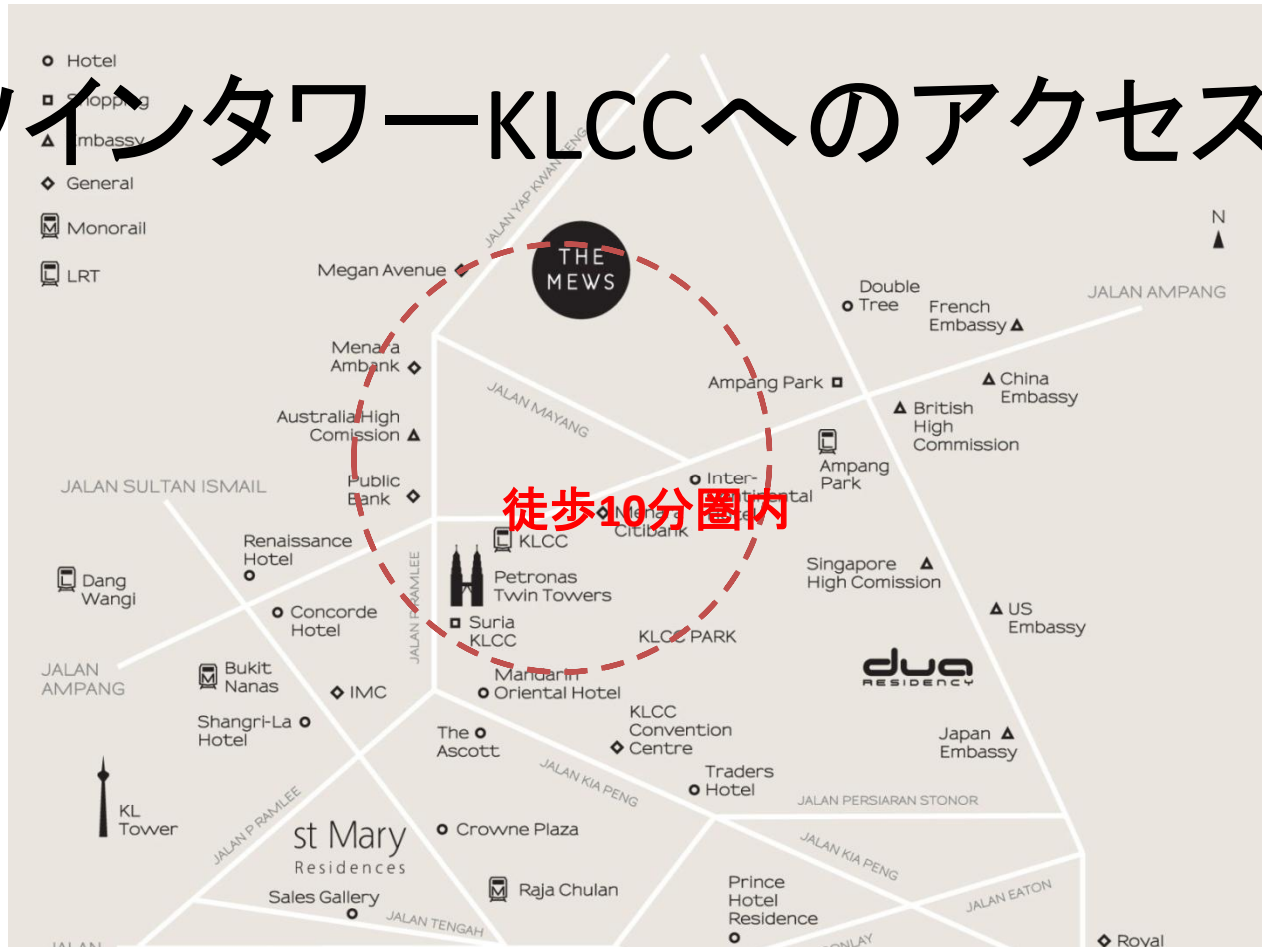 ツインタワーKLCCへのアクセス
Hotel
Shopping
Embassy
General
Monorail
LRT
JALAN YAP KWAN SENG
N
THE
MEWS
Megan Avenue
Double
Tree
French
Embassy
JALAN AMPANG
Menara
Ambank
JALAN MAYANG
Ampang Park
China
Embassy
British
High
Commission
Australia High
Comission
Ampang
Park
JALAN SULTAN ISMAIL
Public
Bank
Inter-
Continental
Hotel
徒歩10分圏内
Menara
Citibank
KLCC
Renaissance
Hotel
Petronas
Twin Towers
Singapore
High Comission
Dang
Wangi
JALAN P RAMLEE
Concorde
Hotel
Suria
KLCC
KLCC PARK
US
Embassy
dua
RESIDENCY
JALAN
AMPANG
Bukit
Nanas
IMC
Mandarin
Oriental Hotel
Shangri-La
Hotel
The
Ascott
KLCC
Convention
Centre
Japan
Embassy
JALAN KIA PENG
Traders
Hotel
KL
Tower
JALAN P RAMLEE
JALAN PERSIARAN STONOR
st Mary
Residences
Crowne Plaza
JALAN KIA PENG
Sales Gallery
Raja Chulan
Prince
Hotel
Residence
JALAN EATON
JALAN TENGAH
JALAN
ONLAY
Royal